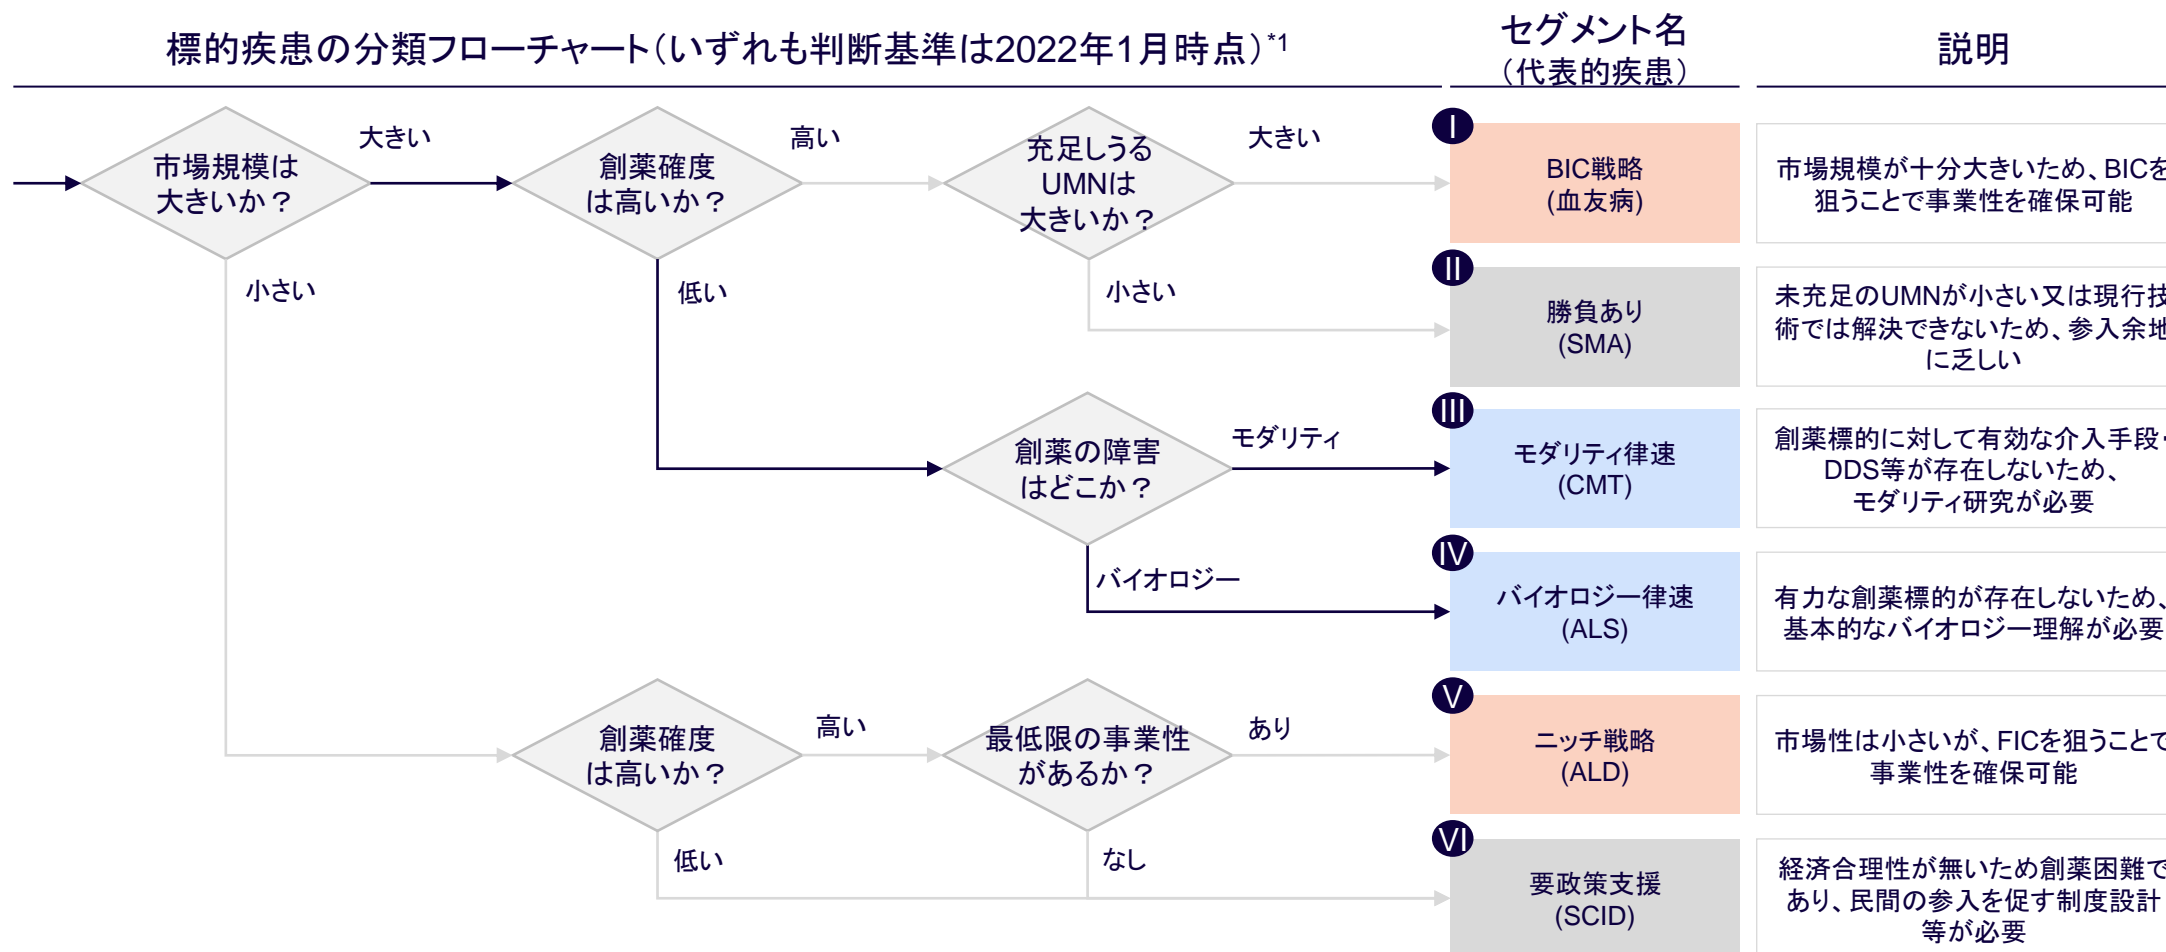 標的疾患の分類フローチャート（いずれも判断基準は2022年1月時点）*1
セグメント名
（代表的疾患）
説明
市場規模は
大きいか？
大きい
小さい
創薬確度
は高いか？
高い
低い
充足しうる
UMNは
大きいか？
大きい
小さい
I
BIC戦略
(血友病)
市場規模が十分大きいため、BICを
狙うことで事業性を確保可能
II
勝負あり
(SMA)
未充足のUMNが小さい又は現行技
術では解決できないため、参入余地
に乏しい
創薬の障害
はどこか？
モダリティ
バイオロジー
III
モダリティ律速
(CMT)
創薬標的に対して有効な介入手段・
DDS等が存在しないため、
モダリティ研究が必要
IV
バイオロジー律速
(ALS)
有力な創薬標的が存在しないため、
基本的なバイオロジー理解が必要
創薬確度
は高いか？
高い
低い
最低限の事業性
があるか？
あり
なし
V
ニッチ戦略
(ALD)
市場性は小さいが、FICを狙うことで
事業性を確保可能
VI
要政策支援
(SCID)
経済合理性が無いため創薬困難で
あり、民間の参入を促す制度設計
等が必要